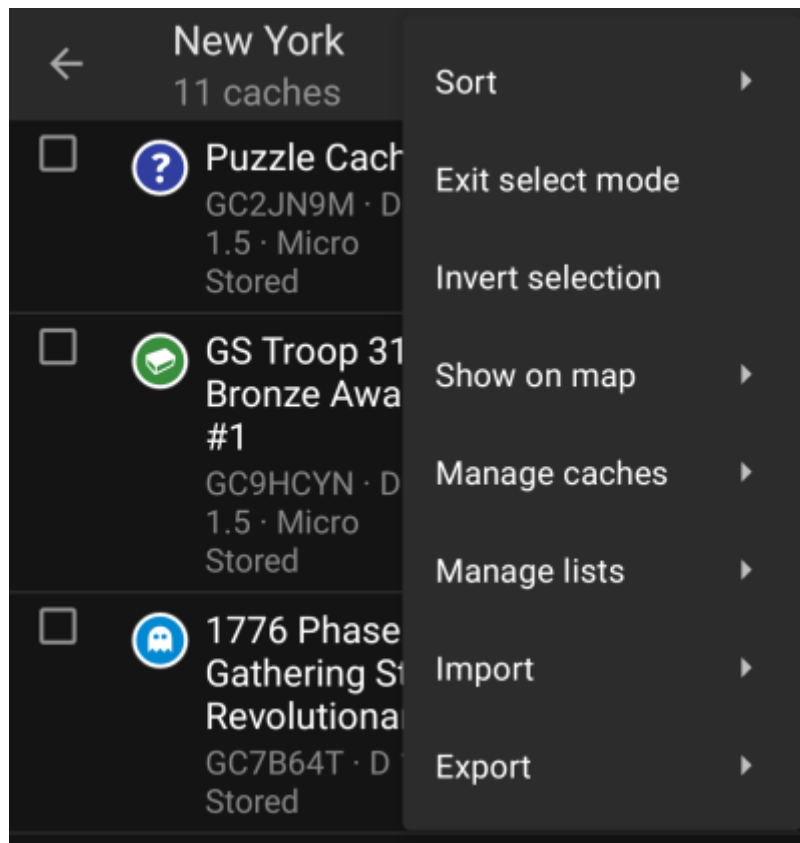 New York
11 caches
Puzzle Cach
GC2JN9M · D
1.5 · Micro
Stored
GS Troop 31
Bronze Awa
#1
GC9HCYN · D
1.5 · Micro
Stored
1776 Phase
Gathering St
Revolutiona
GC7B64T · D
Stored
Sort
Exit select mode
Invert selection
Show on map
Manage caches
Manage lists
Import
Export